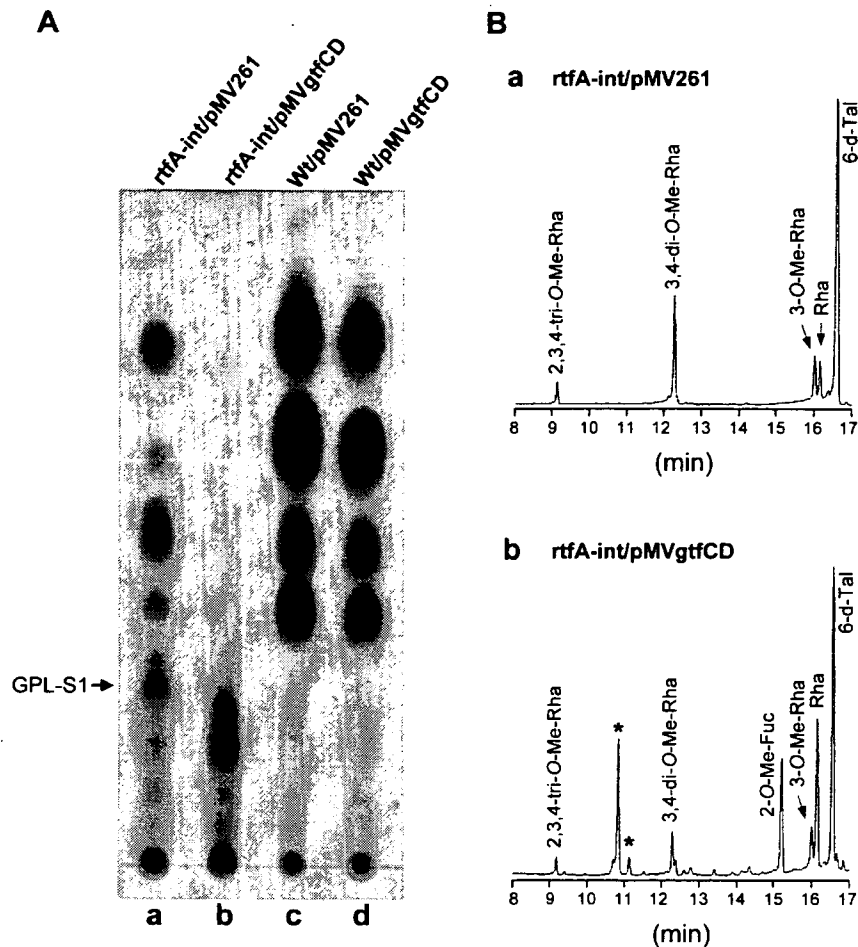 A
rtfA-int/pMV261
rtfA-int/pMVgtfCD
Wt/pMV261
Wt/pMVgtfCD
GPL-S1
a b c d
B
a rtfA-int/pMV261
2,3,4-tri-O-Me-Rha
3,4-di-O-Me-Rha
3-O-Me-Rha
Rha
6-d-Tal
8 9 10 11 12 13 14 15 16 17
(min)
b rtfA-int/pMVgtfCD
2,3,4-tri-O-Me-Rha
*
*
3,4-di-O-Me-Rha
2-O-Me-Fuc
3-O-Me-Rha
Rha
6-d-Tal
8 9 10 11 12 13 14 15 16 17
(min)